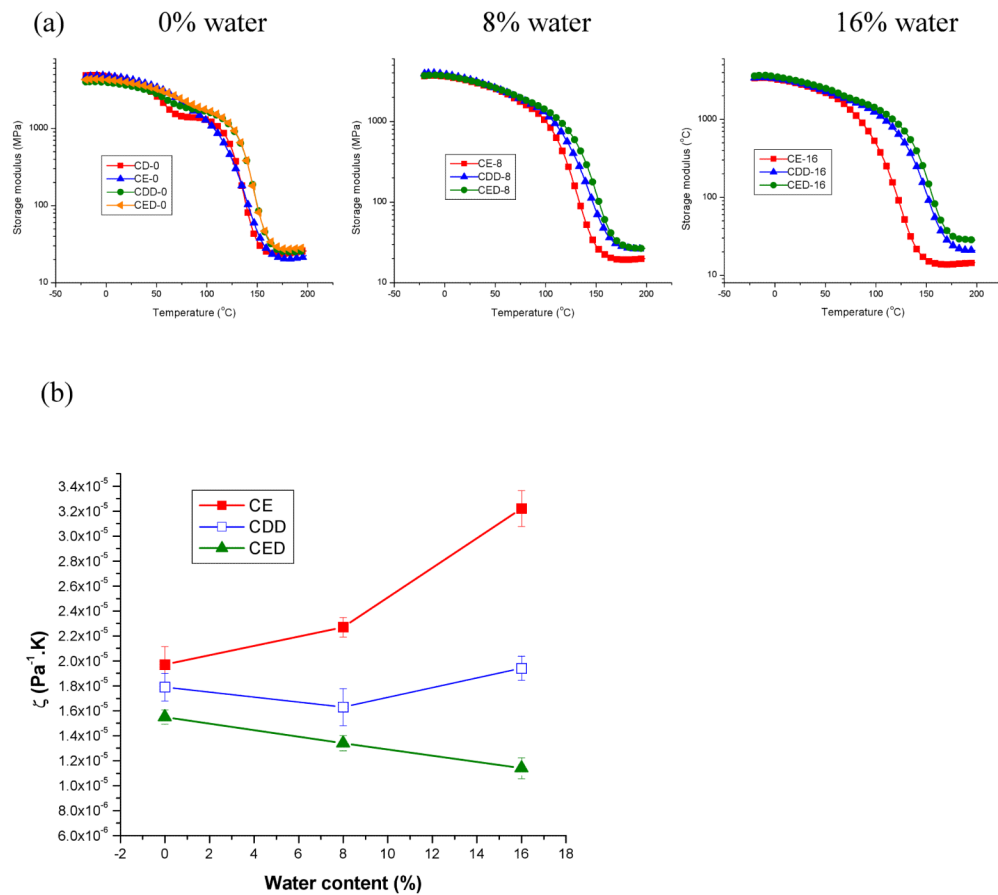 (a)
0% water
8% water
16% water
Storage modulus (MPa)
1000
100
10
CD-0
CE-0
CDD-0
CED-0
-50 0 50 100 150 200
Temperature (°C)
Storage modulus (MPa)
1000
100
10
CE-8
CDD-8
CED-8
-50 0 50 100 150 200
Temperature (°C)
Storage modulus (°C)
1000
100
10
CE-16
CDD-16
CED-16
-50 0 50 100 150 200
Temperature (°C)
(b)
ζ (Pa⁻¹.K)
3.4x10⁻⁵
3.2x10⁻⁵
3.0x10⁻⁵
2.8x10⁻⁵
2.6x10⁻⁵
2.4x10⁻⁵
2.2x10⁻⁵
2.0x10⁻⁵
1.8x10⁻⁵
1.6x10⁻⁵
1.4x10⁻⁵
1.2x10⁻⁵
1.0x10⁻⁵
8.0x10⁻⁶
6.0x10⁻⁶
CE
CDD
CED
-2 0 2 4 6 8 10 12 14 16 18
Water content (%)